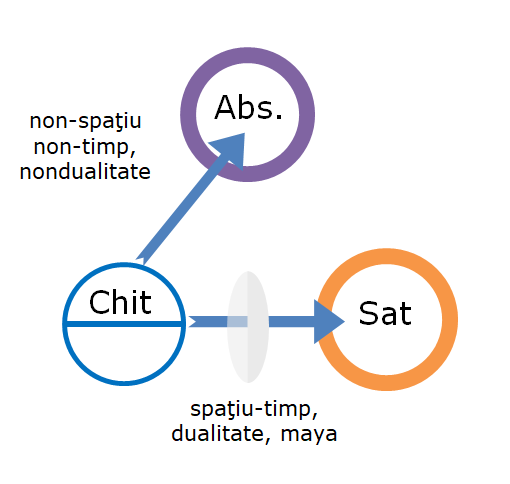 Abs.
non-spaţiu
non-timp,
nondualitate
Chit
Sat
spaţiu-timp,
dualitate, maya